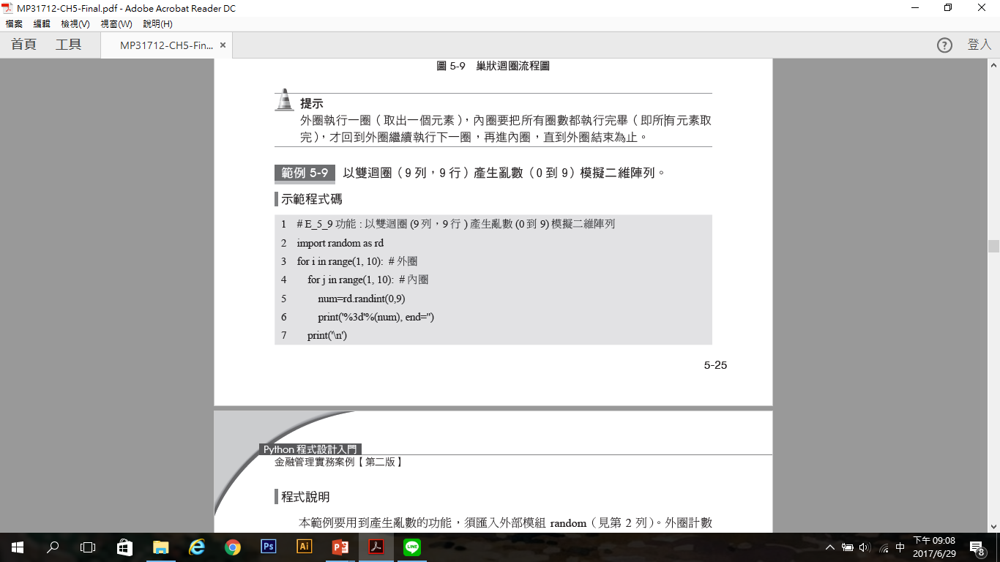 MP31712-CH5-Final.pdf - Adobe Acrobat Reader DC
檔案 編輯 檢視(V) 視窗(W) 說明(H)
首頁 工具 MP31712-CH5-Fin... × ? 登入
圖 5-9 巢狀迴圈流程圖
提示
外圈執行一圈（取出一個元素），內圈要把所有圈數都執行完畢（即所有元素取
完），才回到外圈繼續執行下一圈，再進內圈，直到外圈結束為止。
範例 5-9 以雙迴圈（9 列，9 行）產生亂數（0 到 9）模擬二維陣列。
示範程式碼
1 # E_5_9 功能 : 以雙迴圈 (9 列，9 行 ) 產生亂數 (0 到 9) 模擬二維陣列
2 import random as rd
3 for i in range(1, 10): # 外圈
4 for j in range(1, 10): # 內圈
5 num=rd.randint(0,9)
6 print('%3d'%(num), end='')
7 print('\n')
5-25
Python 程式設計入門
金融管理實務案例【第二版】
程式說明
本範例要用到產生亂數的功能，須匯入外部模組 random（見第 2 列）。外圈計數
Ps Ai LINE 中 下午 09:08
2017/6/29 8